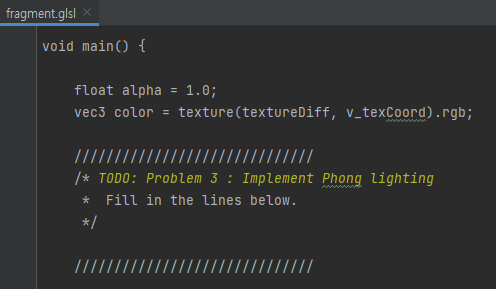 fragment.glsl
void main() {
float alpha = 1.0;
vec3 color = texture(textureDiff, v_texCoord).rgb;
//////////////////////////////
/* TODO: Problem 3 : Implement Phong lighting
*  Fill in the lines below.
*/
//////////////////////////////